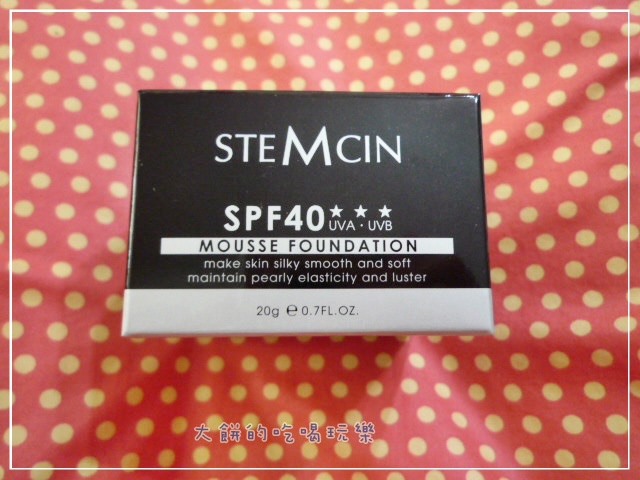 STEMCIN
SPF40 ★★★
UVA·UVB
MOUSSE FOUNDATION
make skin silky smooth and soft
maintain pearly elasticity and luster
20g ℮ 0.7FL.OZ.
大餅的吃喝玩樂